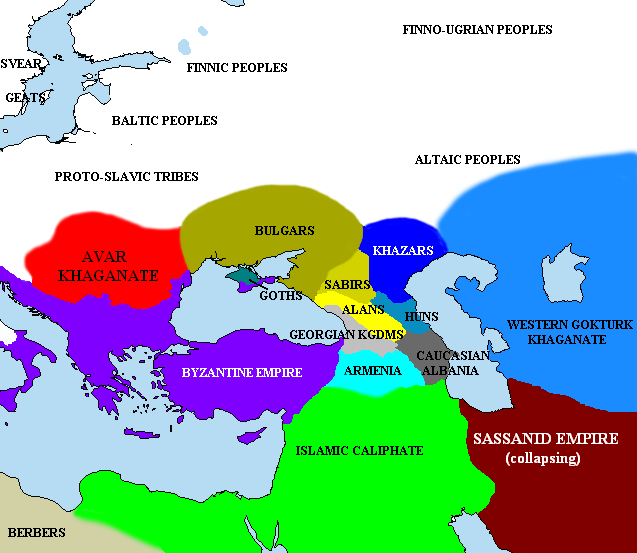 FINNO-UGRIAN PEOPLES
SVEAR
FINNIC PEOPLES
GEATS
BALTIC PEOPLES
ALTAIC PEOPLES
PROTO-SLAVIC TRIBES
BULGARS
AVAR
KHAGANATE
KHAZARS
SABIRS
GOTHS
ALANS
HUNS
WESTERN GOKTURK
KHAGANATE
GEORGIAN KGDMS
CAUCASIAN
ALBANIA
BYZANTINE EMPIRE
ARMENIA
SASSANID EMPIRE
(collapsing)
ISLAMIC CALIPHATE
BERBERS